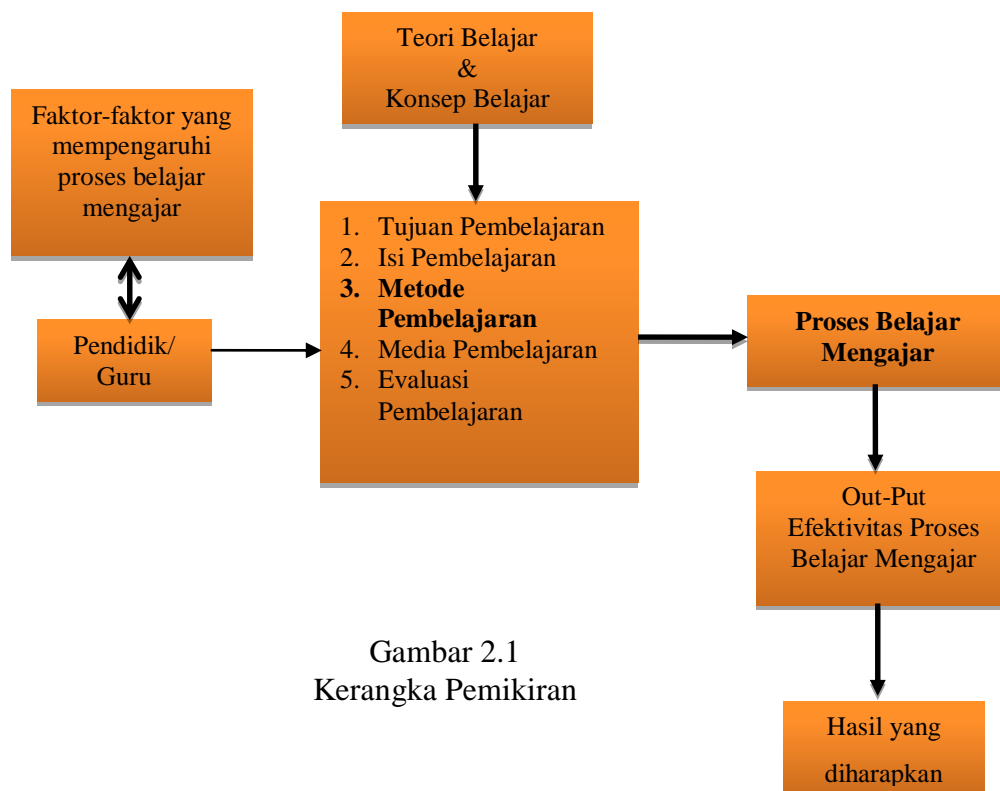 Teori Belajar
&
Konsep Belajar
Faktor-faktor yang
mempengaruhi
proses belajar
mengajar
Pendidik/
Guru
1. Tujuan Pembelajaran
2. Isi Pembelajaran
3. Metode
Pembelajaran
4. Media Pembelajaran
5. Evaluasi
Pembelajaran
Proses Belajar
Mengajar
Out-Put
Efektivitas Proses
Belajar Mengajar
Hasil yang
diharapkan
Gambar 2.1
Kerangka Pemikiran